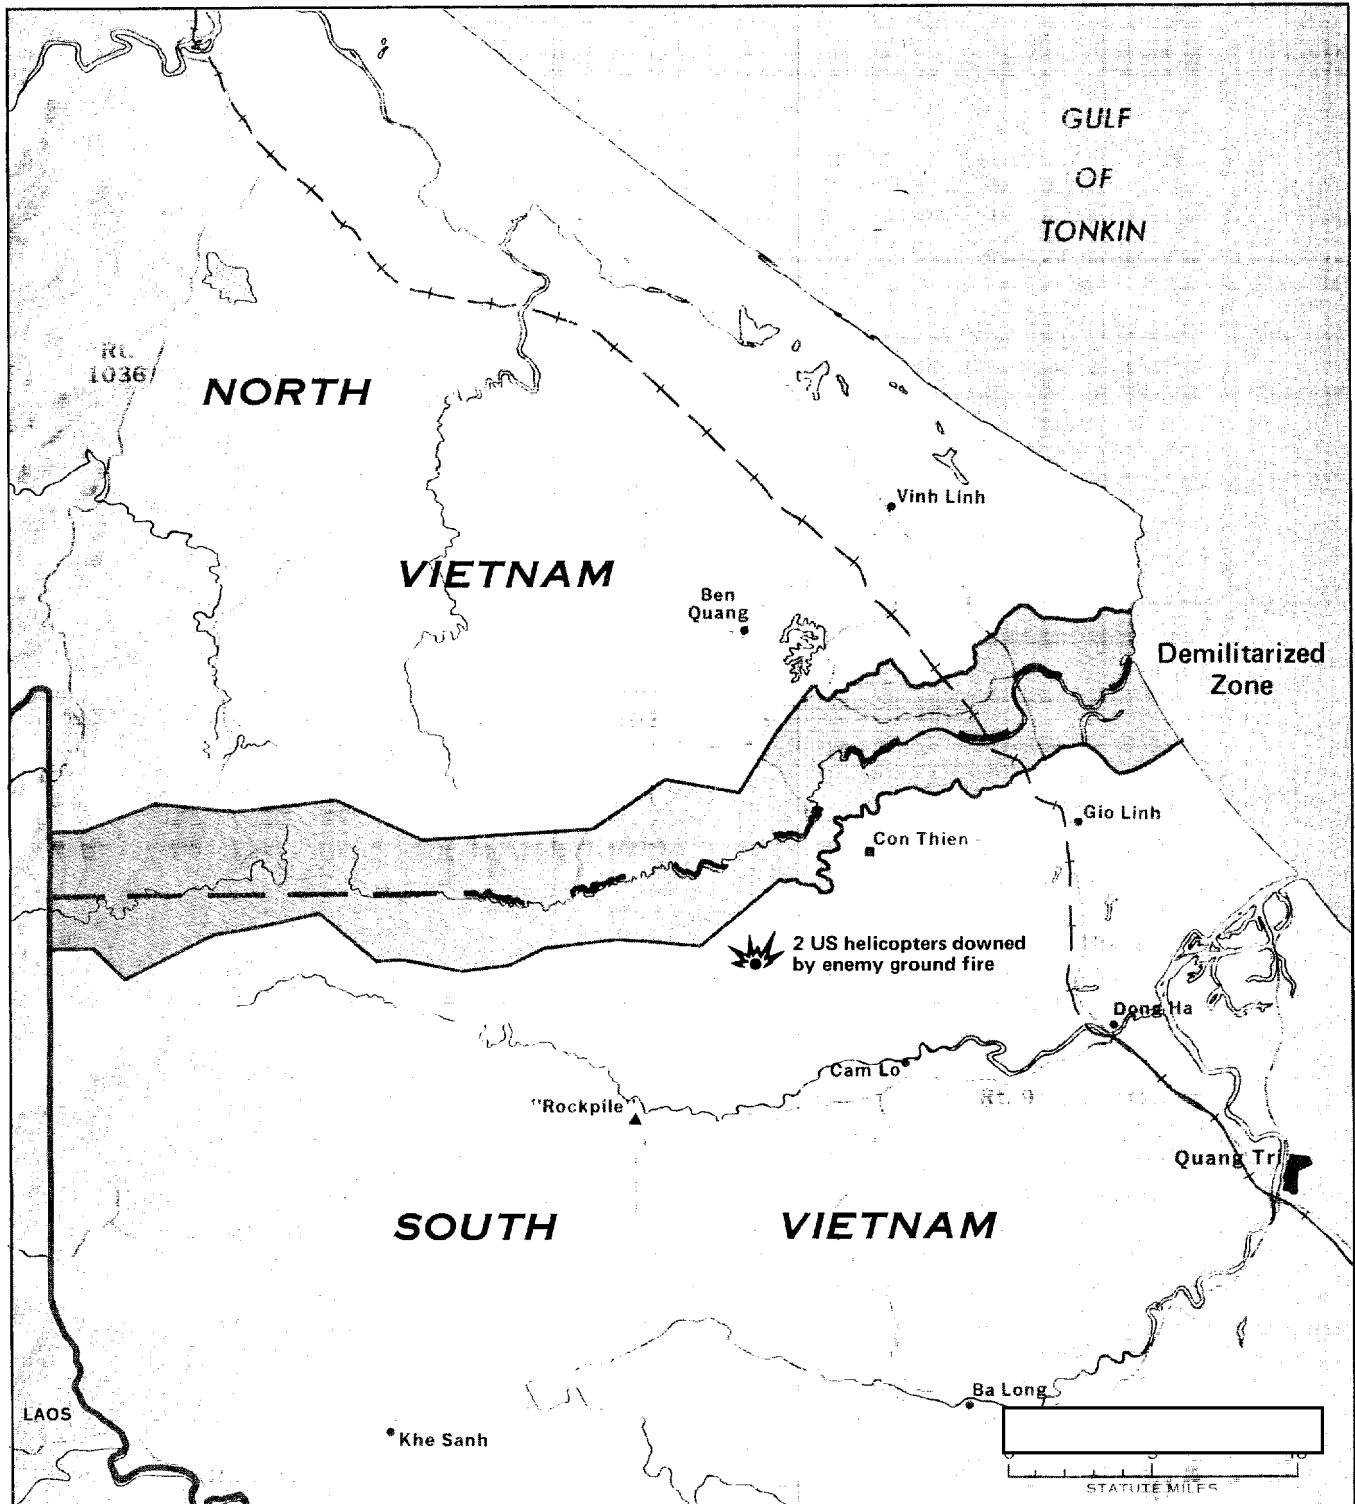 GULF
OF
TONKIN
Rt.
1036
NORTH
Vinh Linh
VIETNAM
Ben
Quang
Demilitarized
Zone
Gio Linh
Con Thien
2 US helicopters downed
by enemy ground fire
Dong Ha
Cam Lo
Rt. 9
"Rockpile"
Quang Tri
SOUTH VIETNAM
Ba Long
LAOS
Khe Sanh
STATUTE MILES